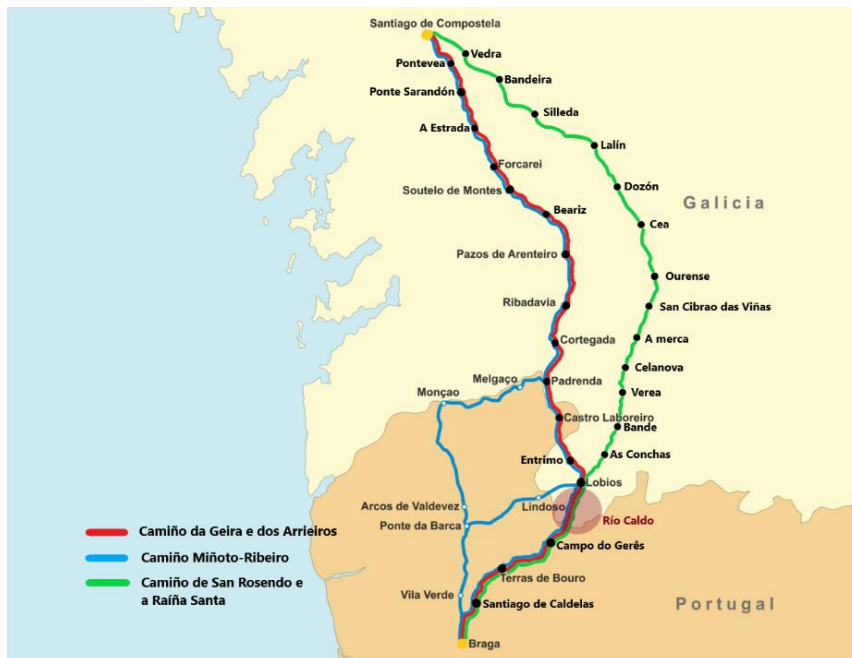 Santiago de Compostela
Vedra
Pontevea
Bandeira
Ponte Sarandón
Silleda
A Estrada
Lalín
Forcarei
Dozón
Soutelo de Montes
Galicia
Beariz
Cea
Pazos de Arenteiro
Ourense
Ribadavia
San Cibrao das Viñas
A merca
Cortegada
Celanova
Melgaço
Padrenda
Monçao
Verea
Castro Laboreiro
Bande
Entrimo
As Conchas
Lobios
Arcos de Valdevez
Lindoso
Río Caldo
Ponte da Barca
Camiño da Geira e dos Arrieiros
Campo do Gerês
Camiño Miñoto-Ribeiro
Terras de Bouro
Camiño de San Rosendo e
a Raíña Santa
Vila Verde
Santiago de Caldelas
Portugal
Braga